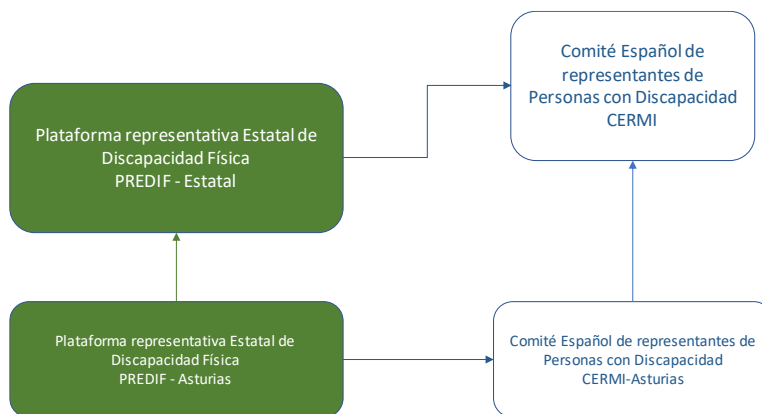 Comité Español de
representantes de
Personas con Discapacidad
CERMI
Plataforma representativa Estatal de
Discapacidad Física
PREDIF - Estatal
Plataforma representativa Estatal de
Discapacidad Física
PREDIF - Asturias
Comité Español de representantes de
Personas con Discapacidad
CERMI-Asturias